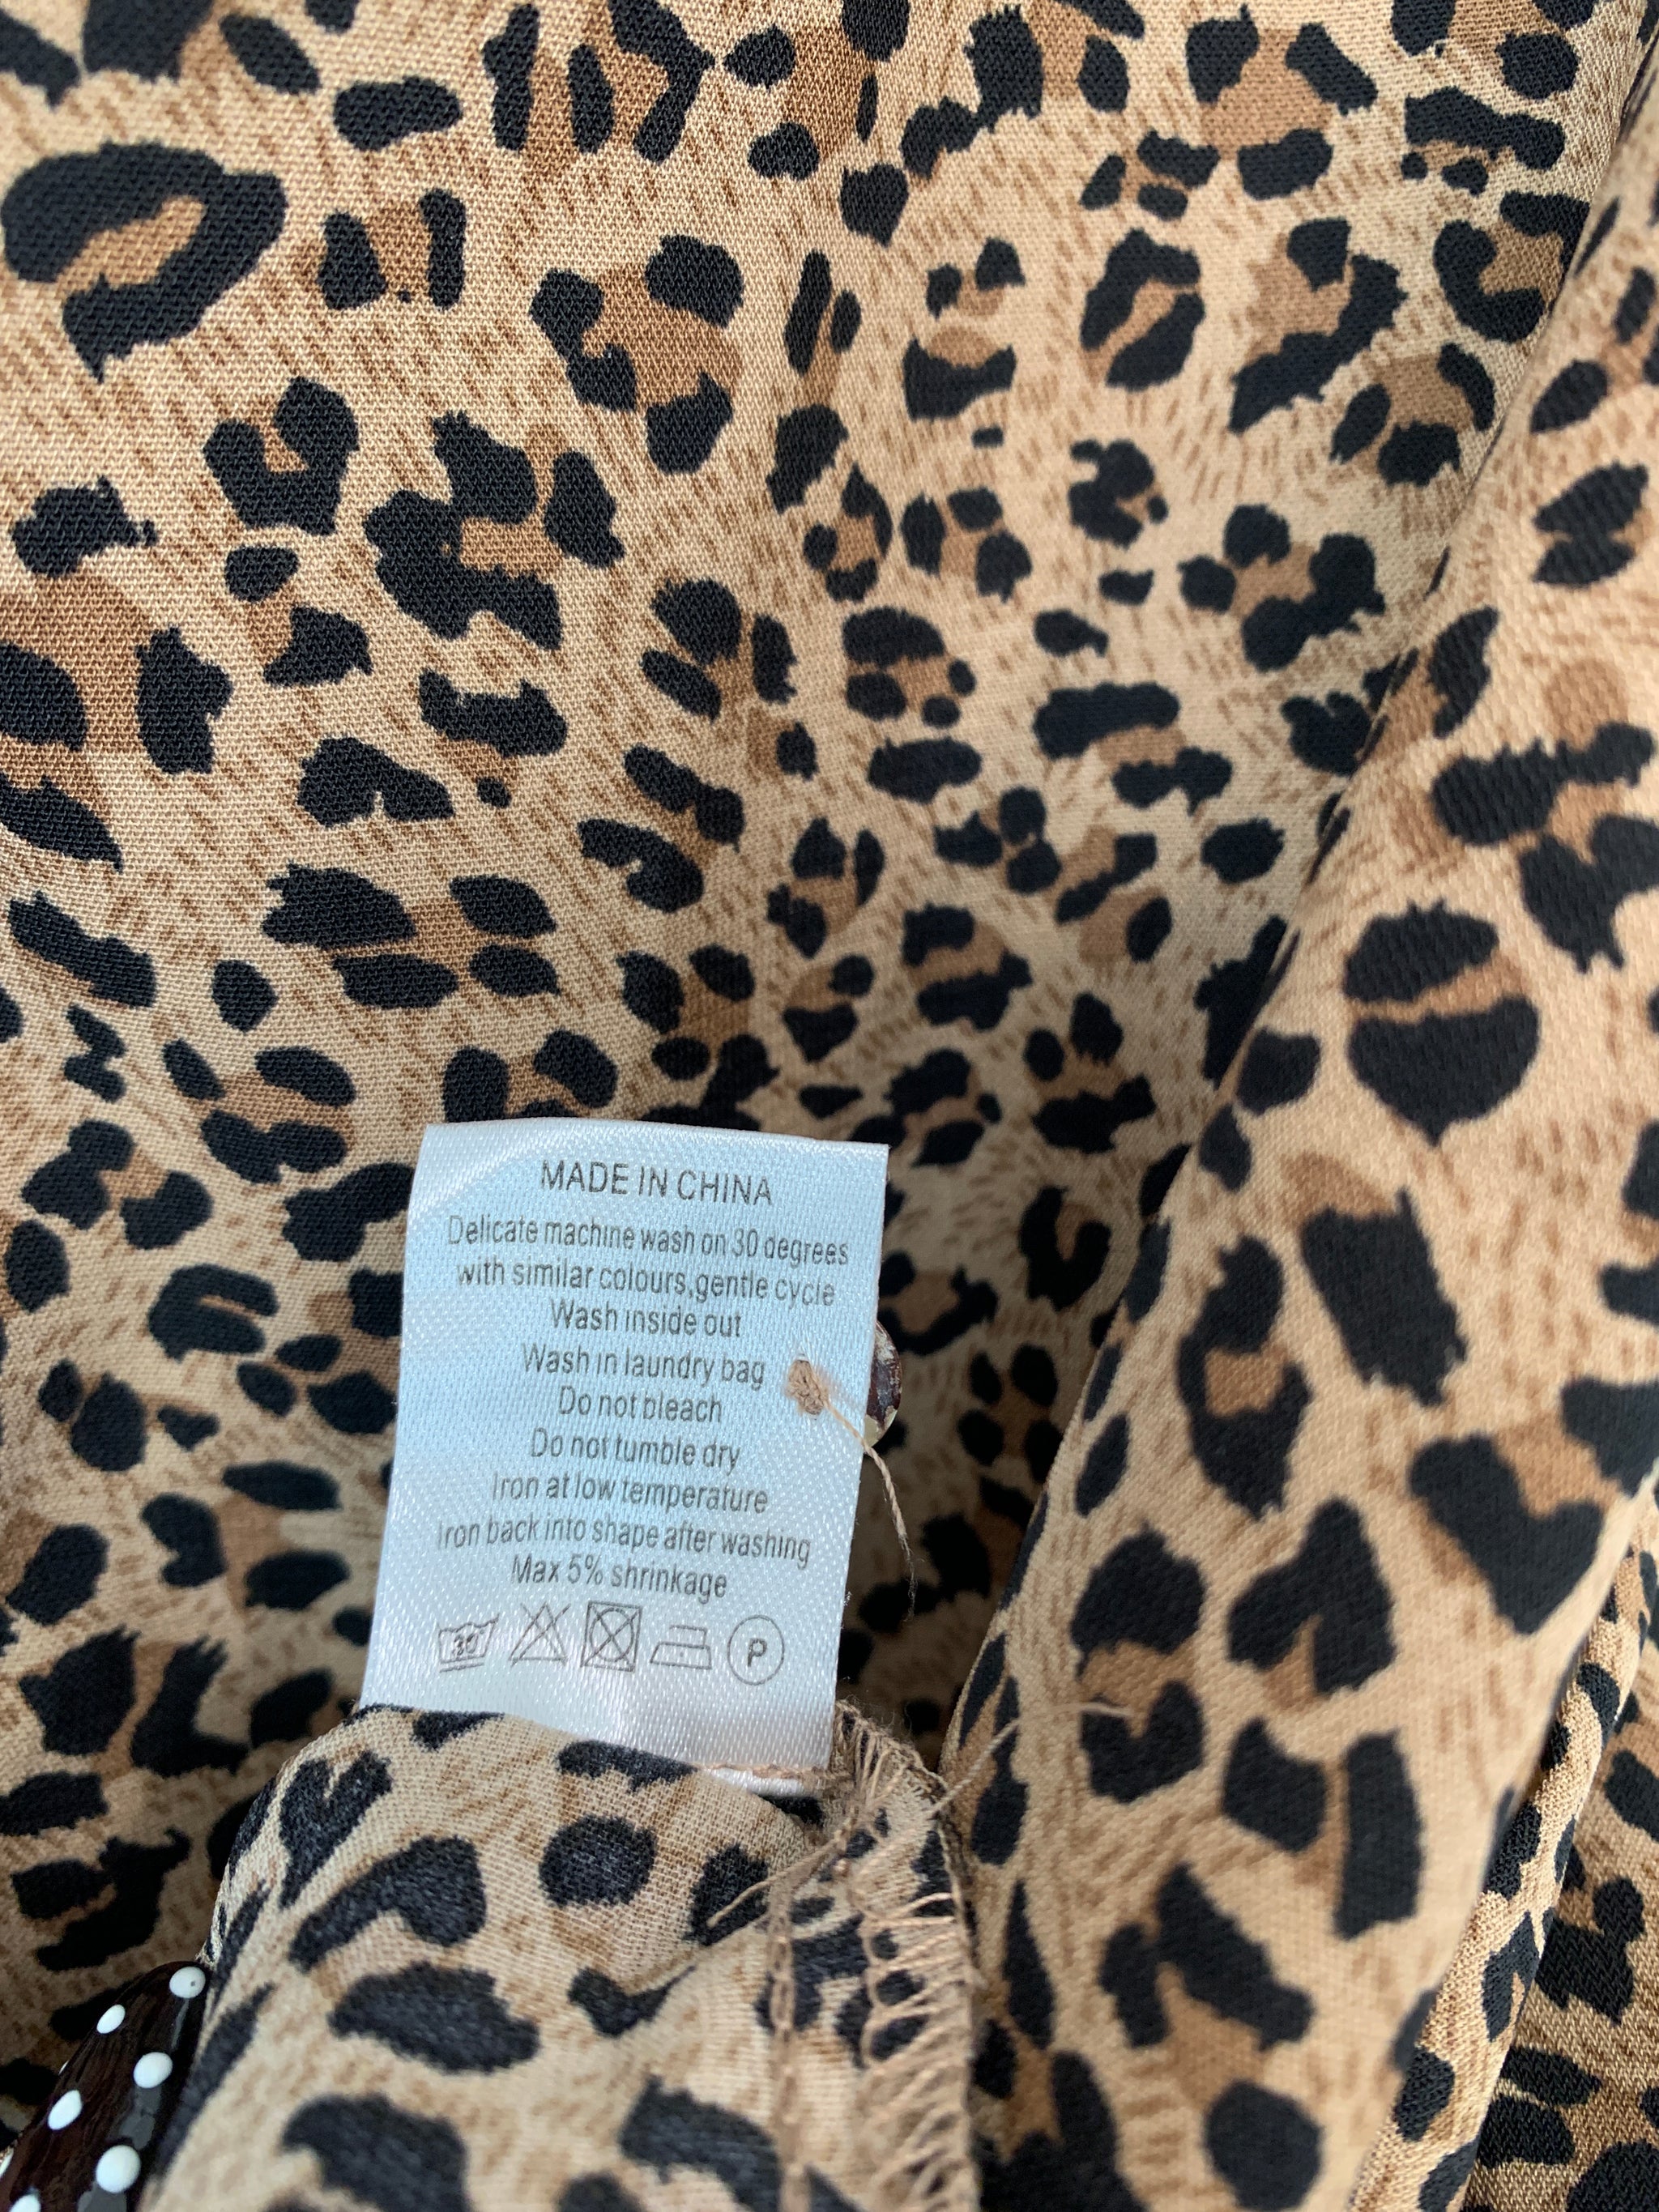 MADE IN CHINA
Delicate machine wash on 30 degrees
with similar colours,gentle cycle
Wash inside out
Wash in laundry bag
Do not bleach
Do not tumble dry
Iron at low temperature
Iron back into shape after washing
Max 5% shrinkage
30 P